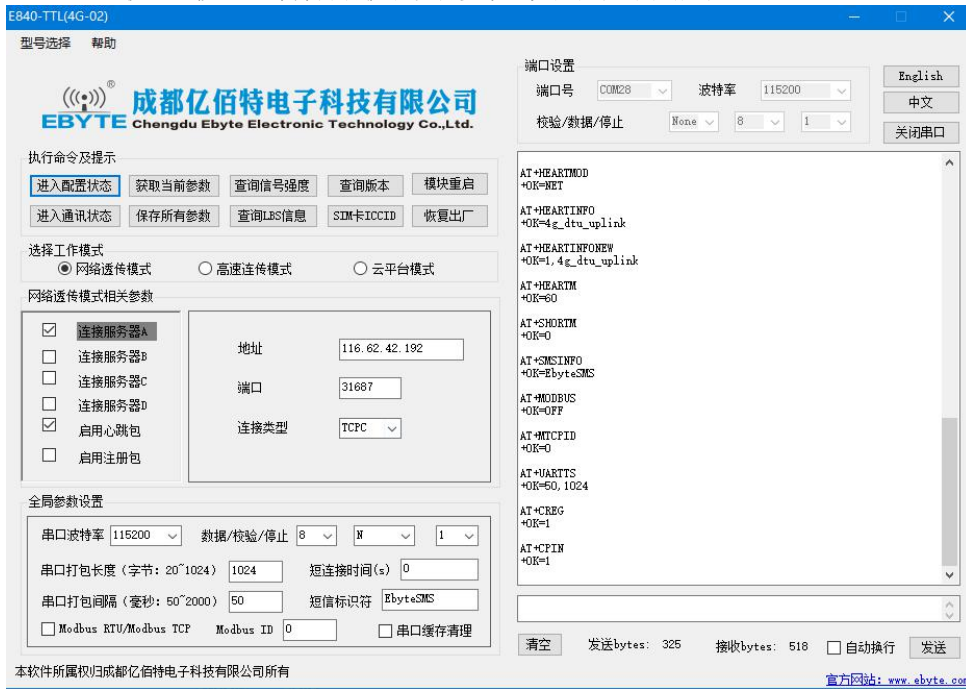 E840-TTL(4G-02)
型号选择 帮助
成都亿佰特电子科技有限公司
EBYTE Chengdu Ebyte Electronic Technology Co.,Ltd.
端口设置
端口号 COM28 波特率 115200
校验/数据/停止 None 8 1
English
中文
关闭串口
执行命令及提示
进入配置状态 获取当前参数 查询信号强度 查询版本 模块重启
进入通讯状态 保存所有参数 查询LBS信息 SIM卡ICCID 恢复出厂
选择工作模式
网络透传模式 高速连传模式 云平台模式
网络透传模式相关参数
连接服务器A
连接服务器B
连接服务器C
连接服务器D
启用心跳包
启用注册包
地址 116.62.42.192
端口 31687
连接类型 TCPC
全局参数设置
串口波特率 115200 数据/校验/停止 8 N 1
串口打包长度（字节：20~1024） 1024 短连接时间(s) 0
串口打包间隔（毫秒：50~2000） 50 短信标识符 EbyteSMS
Modbus RTU/Modbus TCP Modbus ID 0 串口缓存清理
本软件所属权归成都亿佰特电子科技有限公司所有
AT+HEARTMOD
+OK=NET
AT+HEARTINFO
+OK=4g_dtu_uplink
AT+HEARTINFONEW
+OK=1,4g_dtu_uplink
AT+HEARTM
+OK=60
AT+SHORTM
+OK=0
AT+SMSINFO
+OK=EbyteSMS
AT+MODBUS
+OK=OFF
AT+MTCPID
+OK=0
AT+UARTTS
+OK=50,1024
AT+CREG
+OK=1
AT+CPIN
+OK=1
清空 发送bytes: 325 接收bytes: 518 自动换行 发送
官方网站: www.ebyte.com